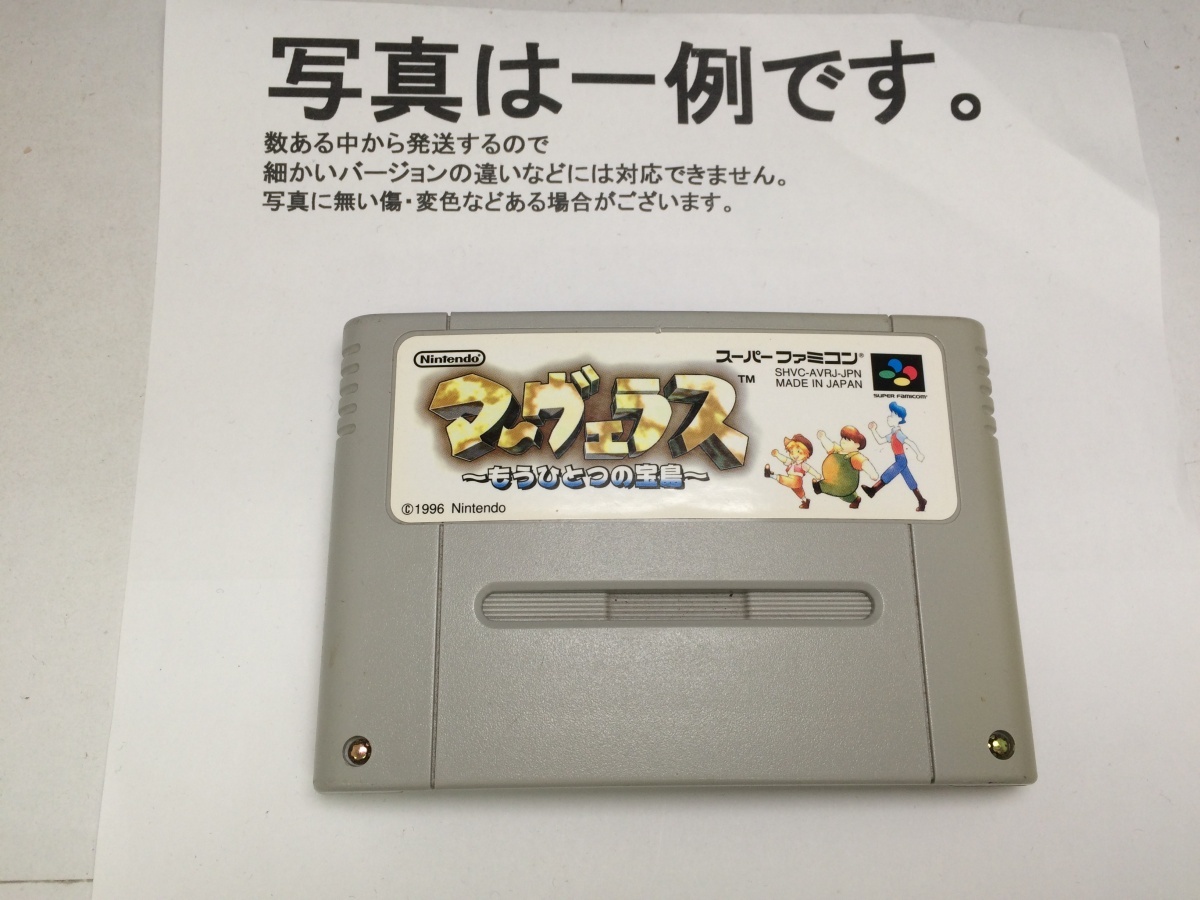 写真は一例です。
数ある中から発送するので
細かいバージョンの違いなどには対応できません。
写真に無い傷・変色などある場合がございます。
Nintendo®
スーパーファミコン®
SHVC-AVRJ-JPN
MADE IN JAPAN
SUPER FAMICOM™
マーヴェラス™
～もうひとつの宝島～
©1996 Nintendo